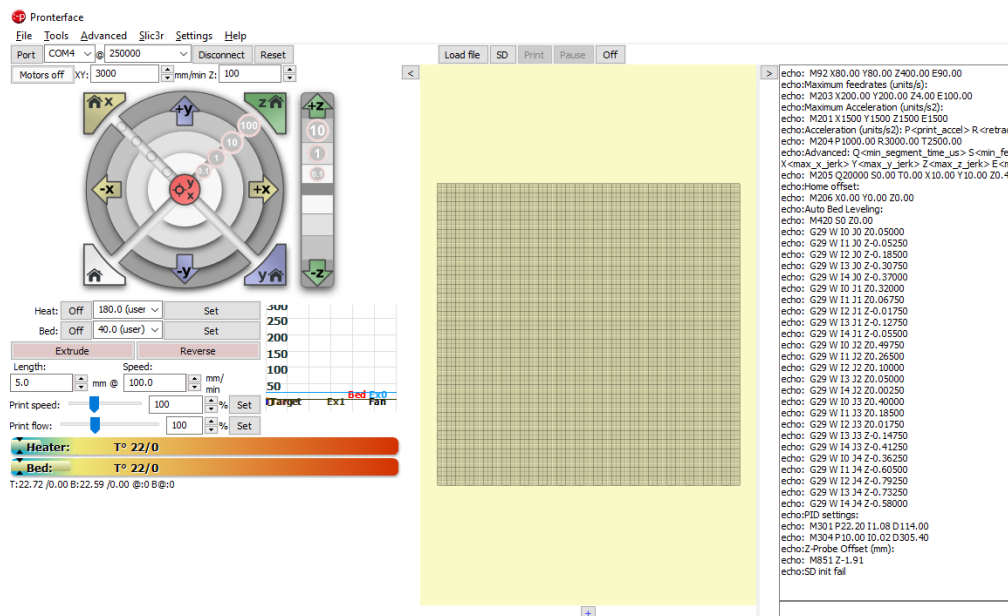 Pronterface
File Tools Advanced Slic3r Settings Help
Port COM4 @ 250000 Disconnect Reset
Load file SD Print Pause Off
Motors off XY: 3000 mm/min Z: 100
< >
x +y z +z
100 10
10 1
1 0.1
0.1
-x y x +x
-y y -z
Heat: Off 180.0 (user Set
Bed: Off 40.0 (user) Set
Extrude Reverse
Length: Speed:
5.0 mm @ 100.0 mm/
min
Print speed: 100 % Set
Print flow: 100 % Set
300
250
200
150
100
50
Bed Ex0
Target Ex1 Fan
Heater: T° 22/0
Bed: T° 22/0
T:22.72 /0.00 B:22.59 /0.00 @:0 B@:0
+
echo: M92 X80.00 Y80.00 Z400.00 E90.00
echo:Maximum feedrates (units/s):
echo: M203 X200.00 Y200.00 Z4.00 E100.00
echo:Maximum Acceleration (units/s2):
echo: M201 X1500 Y1500 Z1500 E1500
echo:Acceleration (units/s2): P<print_accel> R<retrac
echo: M204 P1000.00 R3000.00 T2500.00
echo:Advanced: Q<min_segment_time_us> S<min_fe
X<max_x_jerk> Y<max_y_jerk> Z<max_z_jerk>
echo: M205 Q20000 S0.00 T0.00 X10.00 Y10.00 Z0.4
echo:Home offset:
echo: M206 X0.00 Y0.00 Z0.00
echo:Auto Bed Leveling:
echo: M420 S0 Z0.00
echo: G29 W I0 J0 Z0.05000
echo: G29 W I1 J0 Z-0.05250
echo: G29 W I2 J0 Z-0.18500
echo: G29 W I3 J0 Z-0.30750
echo: G29 W I4 J0 Z-0.37000
echo: G29 W I0 J1 Z0.32000
echo: G29 W I1 J1 Z0.06750
echo: G29 W I2 J1 Z-0.01750
echo: G29 W I3 J1 Z-0.12750
echo: G29 W I4 J1 Z-0.05500
echo: G29 W I0 J2 Z0.49750
echo: G29 W I1 J2 Z0.26500
echo: G29 W I2 J2 Z0.10000
echo: G29 W I3 J2 Z0.05000
echo: G29 W I4 J2 Z0.00250
echo: G29 W I0 J3 Z0.40000
echo: G29 W I1 J3 Z0.18500
echo: G29 W I2 J3 Z0.01750
echo: G29 W I3 J3 Z-0.14750
echo: G29 W I4 J3 Z-0.41250
echo: G29 W I0 J4 Z-0.36250
echo: G29 W I1 J4 Z-0.60500
echo: G29 W I2 J4 Z-0.79250
echo: G29 W I3 J4 Z-0.73250
echo: G29 W I4 J4 Z-0.58000
echo:PID settings:
echo: M301 P22.20 I1.08 D114.00
echo: M304 P10.00 I0.02 D305.40
echo:Z-Probe Offset (mm):
echo: M851 Z-1.91
echo:SD init fail